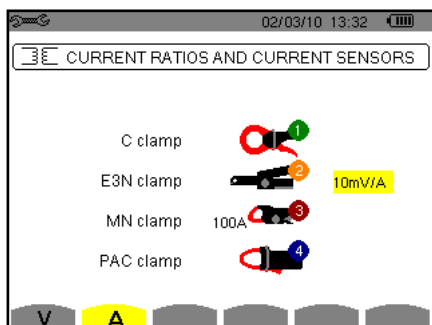 02/03/10 13:32
CURRENT RATIOS AND CURRENT SENSORS
C clamp 1
E3N clamp 2 10mV/A
MN clamp 100A 3
PAC clamp 4
V A